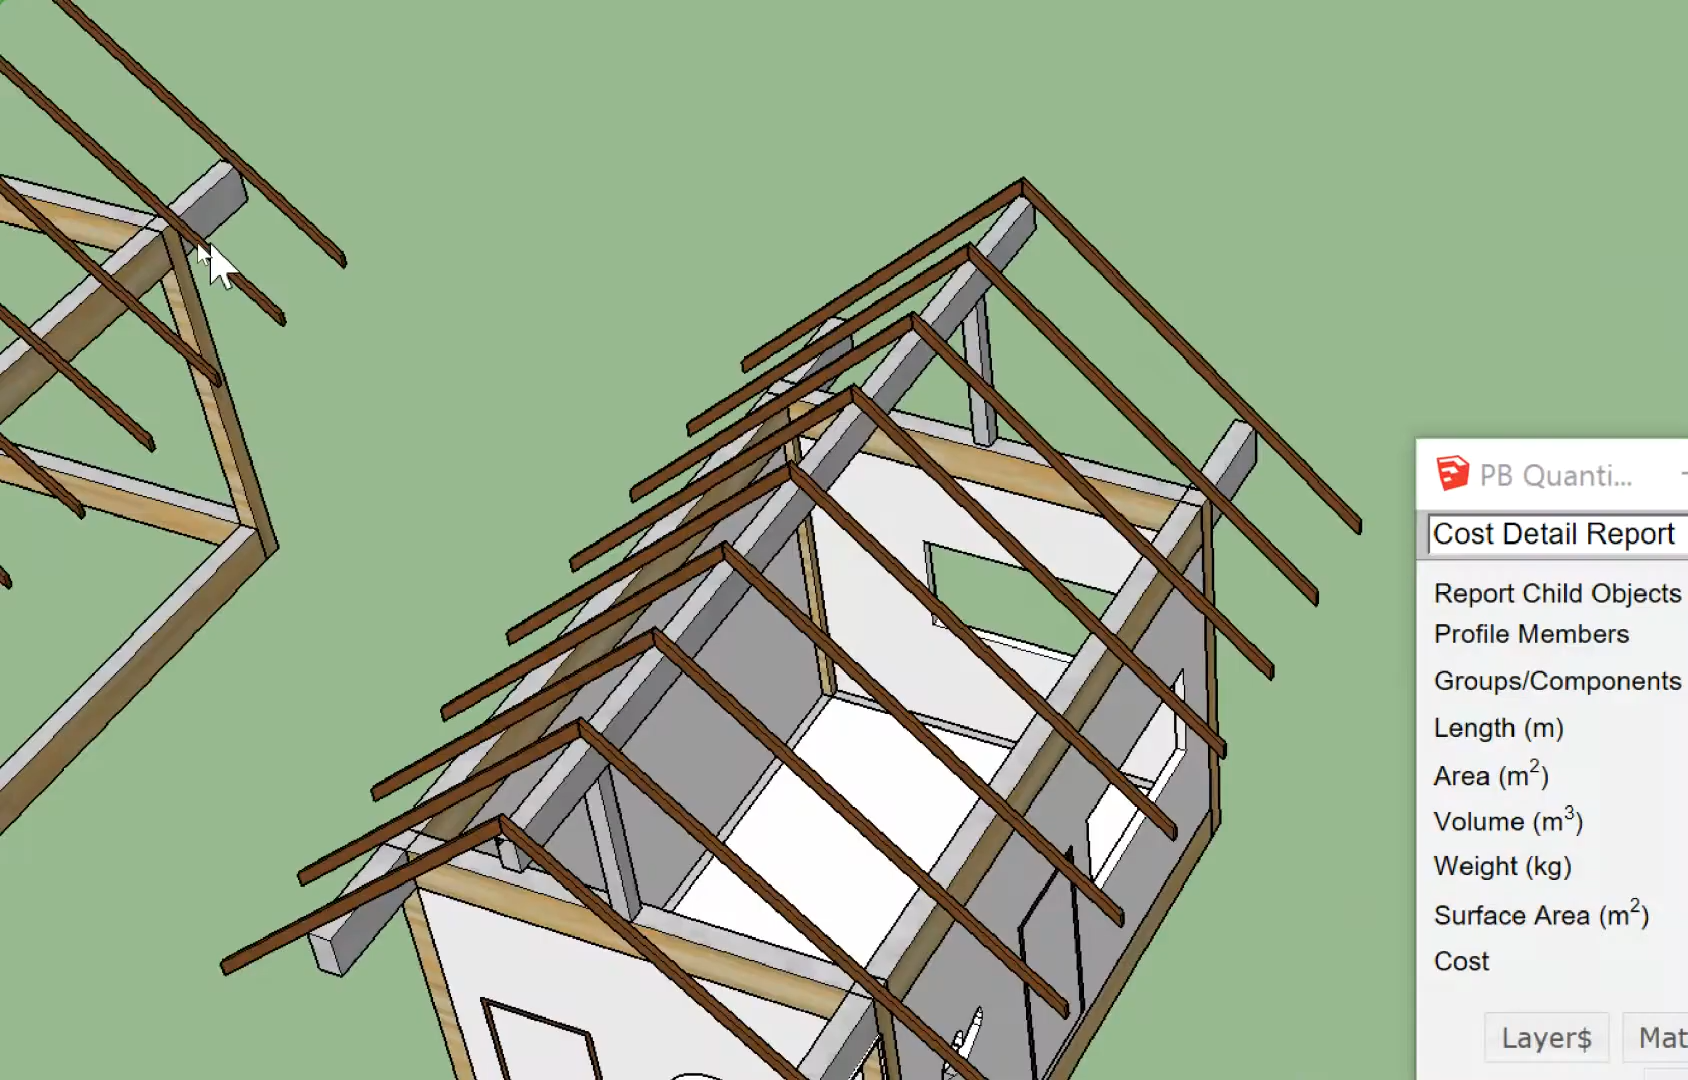 PB Quanti...
Cost Detail Report
Report Child Objects
Profile Members
Groups/Components
Length (m)
Area (m²)
Volume (m³)
Weight (kg)
Surface Area (m²)
Cost
Layer$
Mat